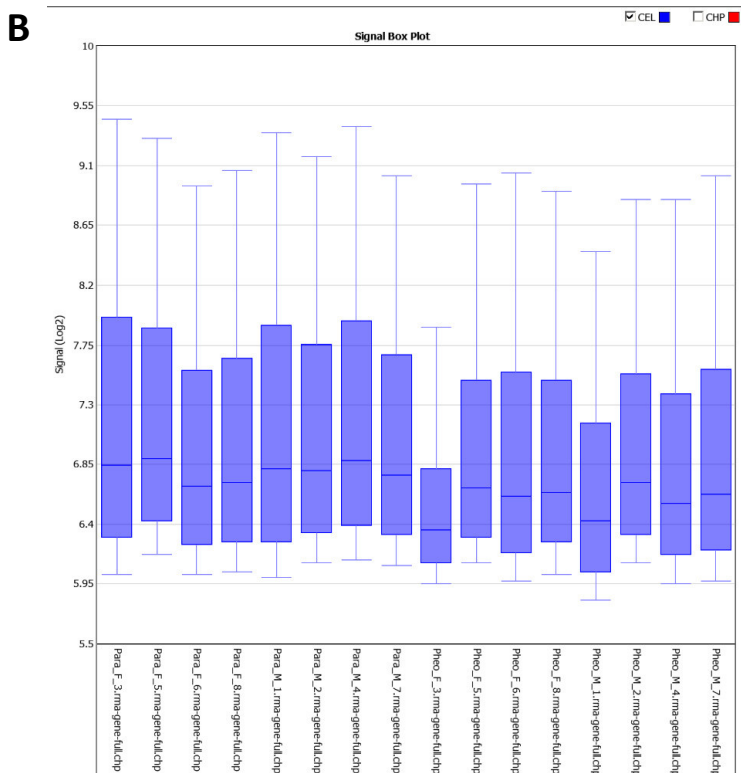 B
CEL CHP
Signal Box Plot
Signal (Log2)
10
9.55
9.1
8.65
8.2
7.75
7.3
6.85
6.4
5.95
5.5
Para_F_3.rma-gene-full.chp
Para_F_5.rma-gene-full.chp
Para_F_6.rma-gene-full.chp
Para_F_8.rma-gene-full.chp
Para_M_1.rma-gene-full.chp
Para_M_2.rma-gene-full.chp
Para_M_4.rma-gene-full.chp
Para_M_7.rma-gene-full.chp
Pheo_F_3.rma-gene-full.chp
Pheo_F_5.rma-gene-full.chp
Pheo_F_6.rma-gene-full.chp
Pheo_F_8.rma-gene-full.chp
Pheo_M_1.rma-gene-full.chp
Pheo_M_2.rma-gene-full.chp
Pheo_M_4.rma-gene-full.chp
Pheo_M_7.rma-gene-full.chp